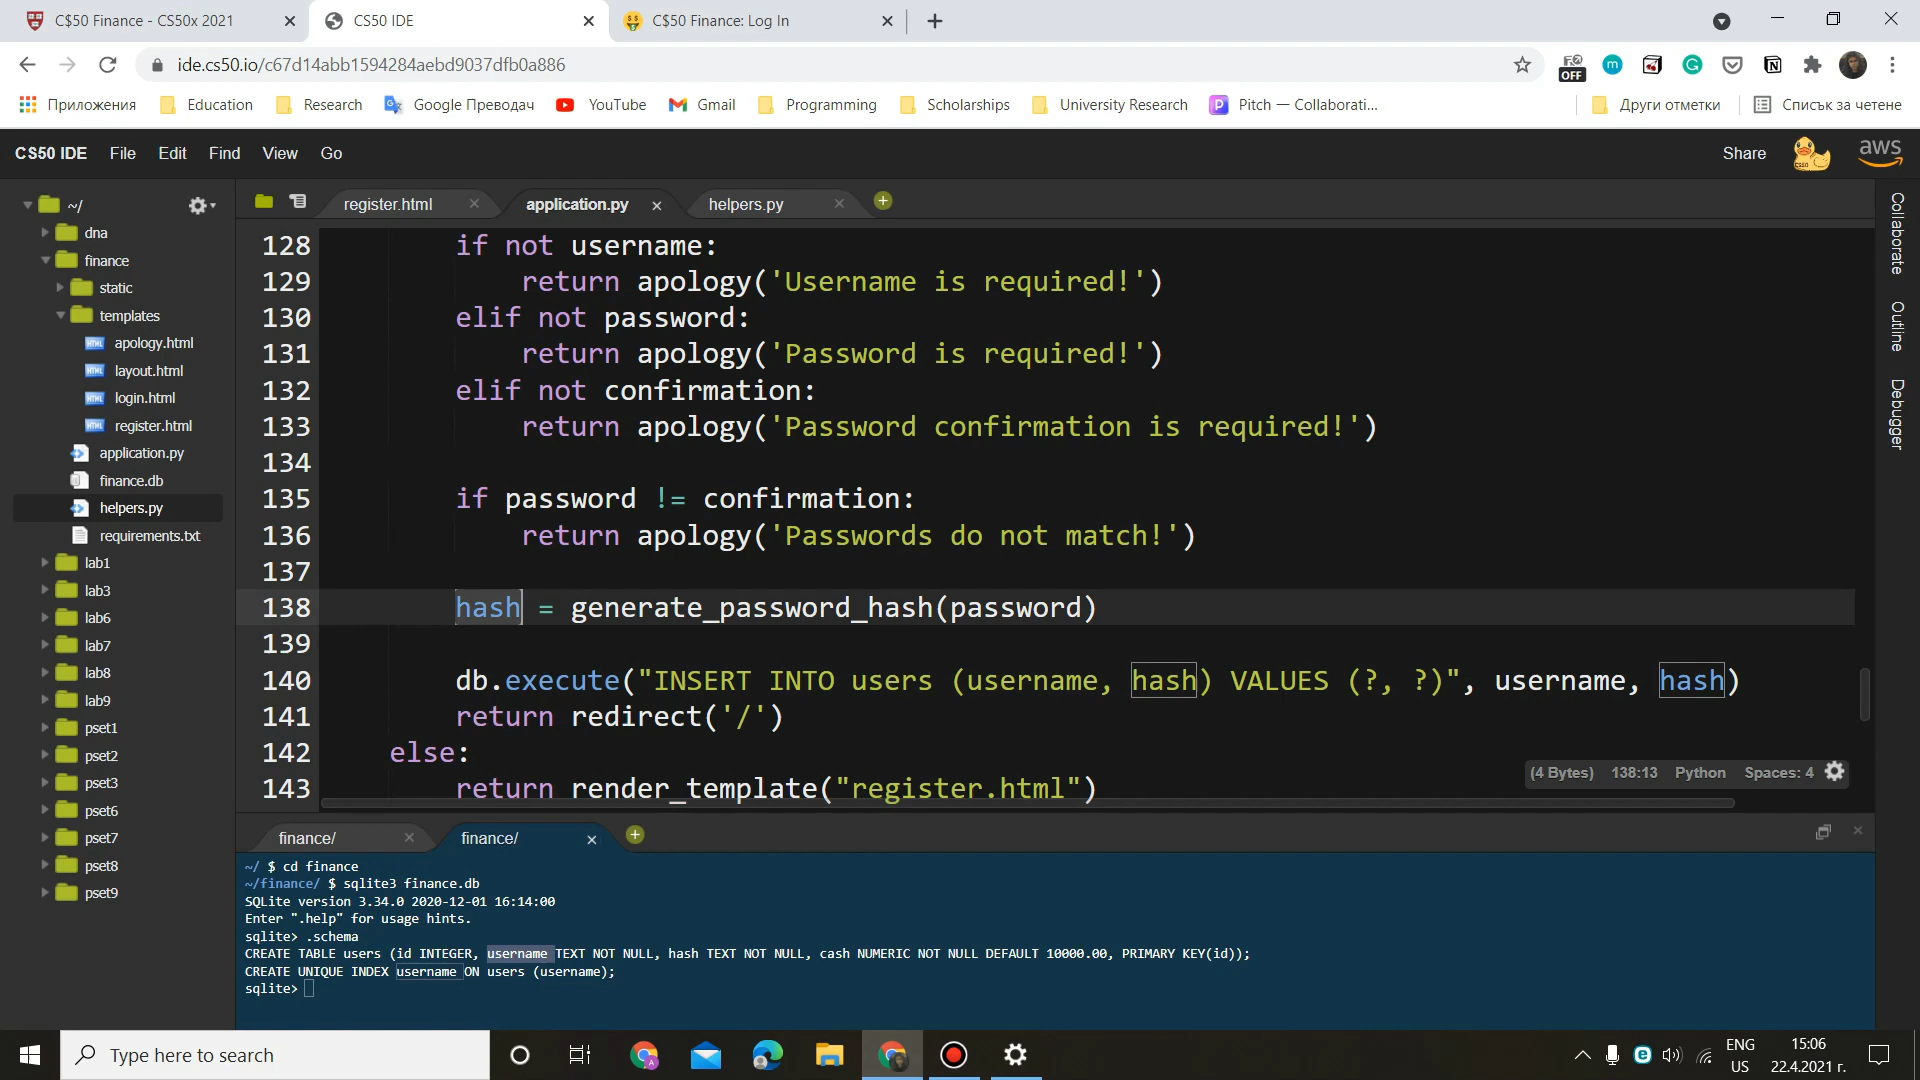 C$50 Finance - CS50x 2021
CS50 IDE
C$50 Finance: Log In
ide.cs50.io/c67d14abb1594284aebd9037dfb0a886
OFF
Приложения
Education
Research
Google Преводач
YouTube
Gmail
Programming
Scholarships
University Research
Pitch — Collaborati...
Други отметки
Списък за четене
CS50 IDE
File
Edit
Find
View
Go
Share
aws
~/
dna
finance
static
templates
apology.html
layout.html
login.html
register.html
application.py
finance.db
helpers.py
requirements.txt
lab1
lab3
lab6
lab7
lab8
lab9
pset1
pset2
pset3
pset6
pset7
pset8
pset9
register.html
application.py
helpers.py
128 if not username:
129 return apology('Username is required!')
130 elif not password:
131 return apology('Password is required!')
132 elif not confirmation:
133 return apology('Password confirmation is required!')
134
135 if password != confirmation:
136 return apology('Passwords do not match!')
137
138 hash = generate_password_hash(password)
139
140 db.execute("INSERT INTO users (username, hash) VALUES (?, ?)", username, hash)
141 return redirect('/')
142 else:
143 return render_template("register.html")
(4 Bytes) 138:13 Python Spaces: 4
Collaborate
Outline
Debugger
finance/
finance/
~/ $ cd finance
~/finance/ $ sqlite3 finance.db
SQLite version 3.34.0 2020-12-01 16:14:00
Enter ".help" for usage hints.
sqlite> .schema
CREATE TABLE users (id INTEGER, username TEXT NOT NULL, hash TEXT NOT NULL, cash NUMERIC NOT NULL DEFAULT 10000.00, PRIMARY KEY(id));
CREATE UNIQUE INDEX username ON users (username);
sqlite>
Type here to search
ENG
US
15:06
22.4.2021 г.